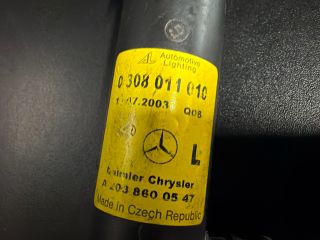 Automotive
Lighting
0 308 011 010
07.2003 Q08
L
Daimler Chrysler
A 203 860 05 47
Made in Czech Republic